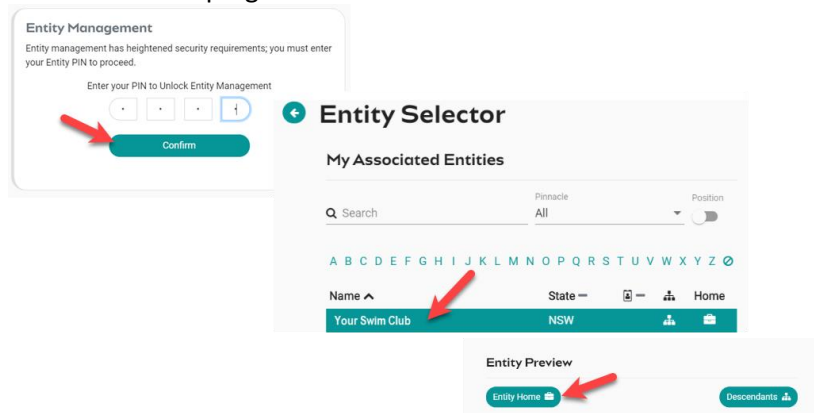 Entity Management
Entity management has heightened security requirements; you must enter
your Entity PIN to proceed.
Enter your PIN to Unlock Entity Management
Confirm
Entity Selector
My Associated Entities
Pinnacle
Position
Search
All
A B C D E F G H I J K L M N O P Q R S T U V W X Y Z
Name State Home
Your Swim Club NSW
Entity Preview
Entity Home Descendants